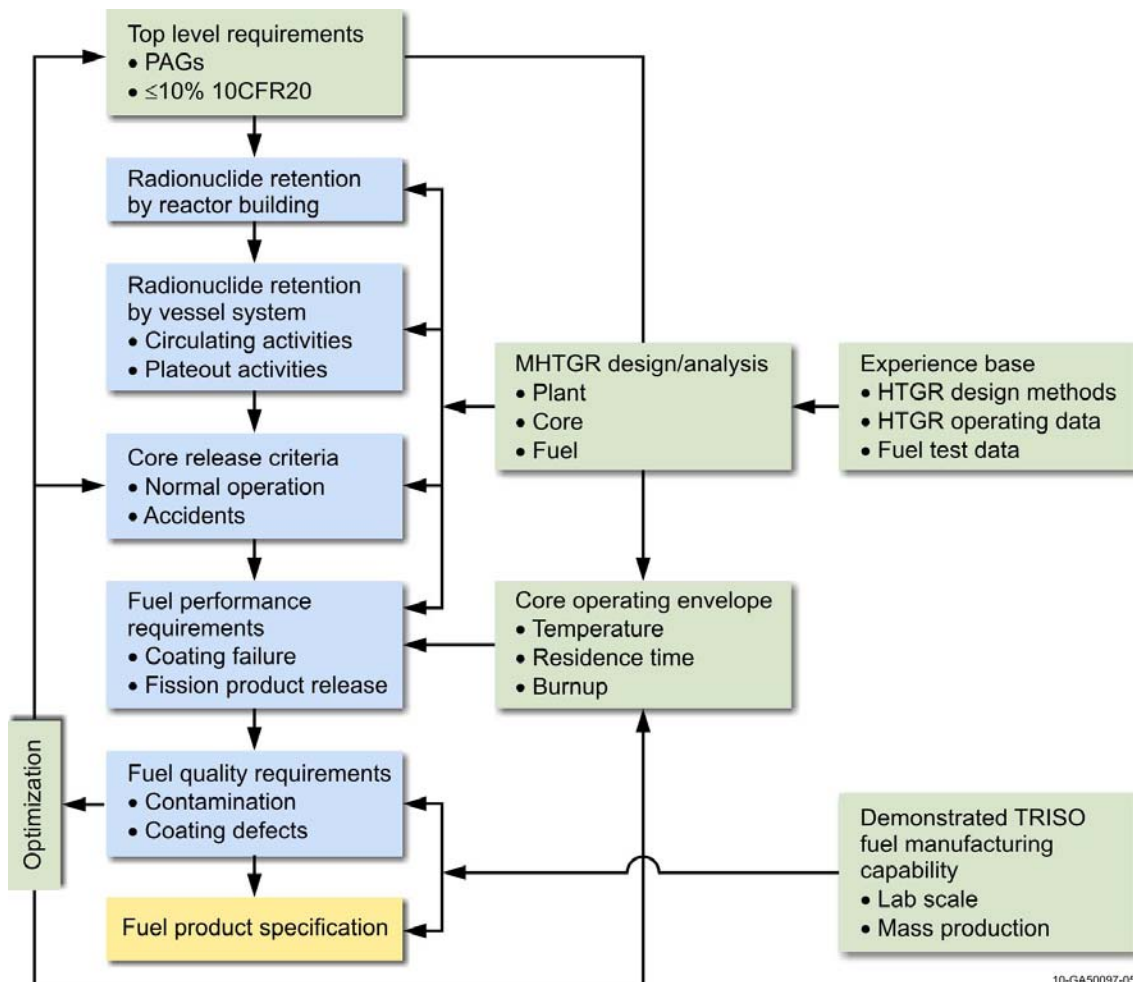 Top level requirements
• PAGs
• ≤10% 10CFR20
Radionuclide retention
by reactor building
Radionuclide retention
by vessel system
• Circulating activities
• Plateout activities
Core release criteria
• Normal operation
• Accidents
Fuel performance
requirements
• Coating failure
• Fission product release
Fuel quality requirements
• Contamination
• Coating defects
Fuel product specification
Optimization
MHTGR design/analysis
• Plant
• Core
• Fuel
Experience base
• HTGR design methods
• HTGR operating data
• Fuel test data
Core operating envelope
• Temperature
• Residence time
• Burnup
Demonstrated TRISO
fuel manufacturing
capability
• Lab scale
• Mass production
10-GA50097-05